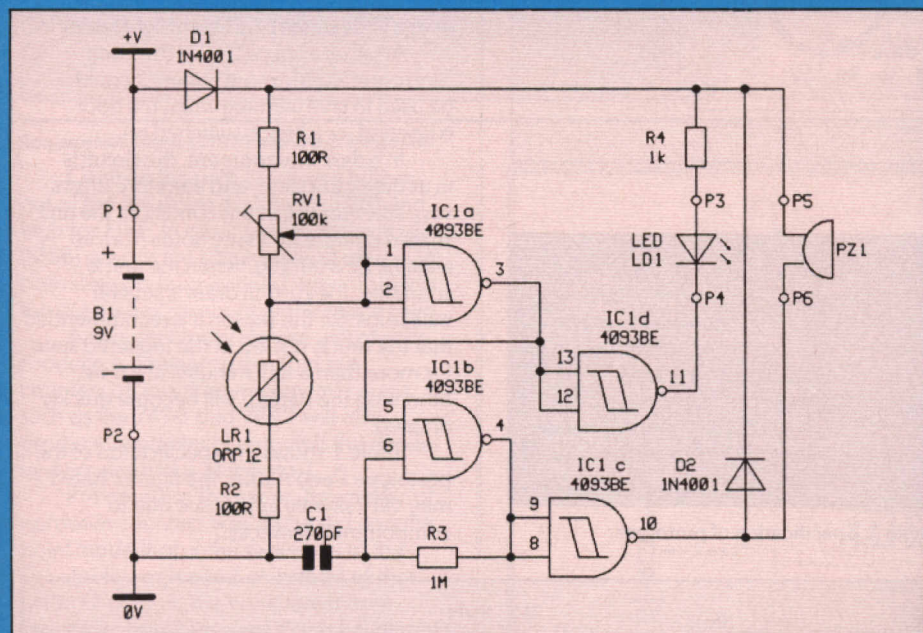 +V
D1
1N4001
R1
100R
R4
1k
RV1
100k
P1
P3
P5
IC1a
4093BE
1
2
3
LED
LD1
PZ1
+
B1
9V
-
P4
P6
IC1d
4093BE
13
12
11
IC1b
4093BE
5
6
4
P2
LR1
ORP12
R2
100R
C1
270pF
R3
1M
IC1 c
4093BE
9
8
10
D2
1N4001
0V